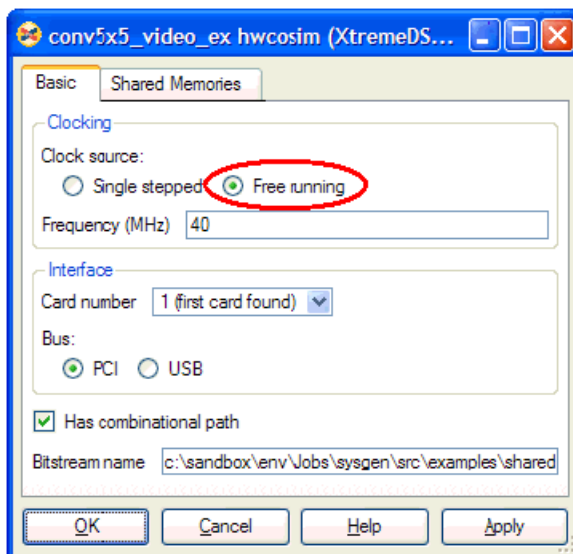 conv5x5_video_ex hwcosim (XtremeDS...
Basic Shared Memories
Clocking
Clock source:
Single stepped Free running
Frequency (MHz) 40
Interface
Card number 1 (first card found)
Bus:
PCI USB
Has combinational path
Bitstream name c:\sandbox\env\Jobs\sysgen\src\examples\shared
OK Cancel Help Apply